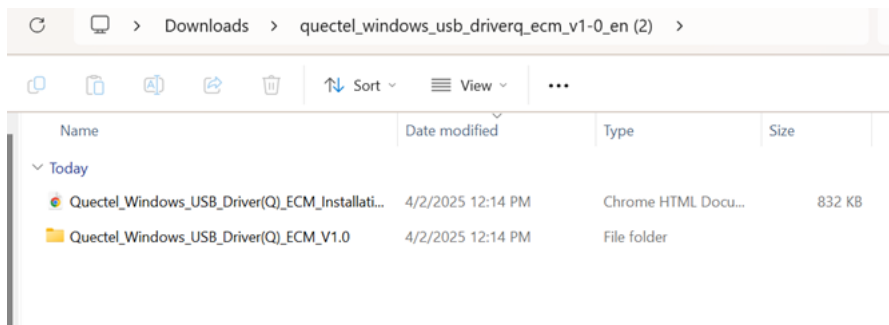 Downloads > quectel_windows_usb_driverq_ecm_v1-0_en (2) >
Sort View •••
Name Date modified Type Size
Today
Quectel_Windows_USB_Driver(Q)_ECM_Installati... 4/2/2025 12:14 PM Chrome HTML Docu... 832 KB
Quectel_Windows_USB_Driver(Q)_ECM_V1.0 4/2/2025 12:14 PM File folder